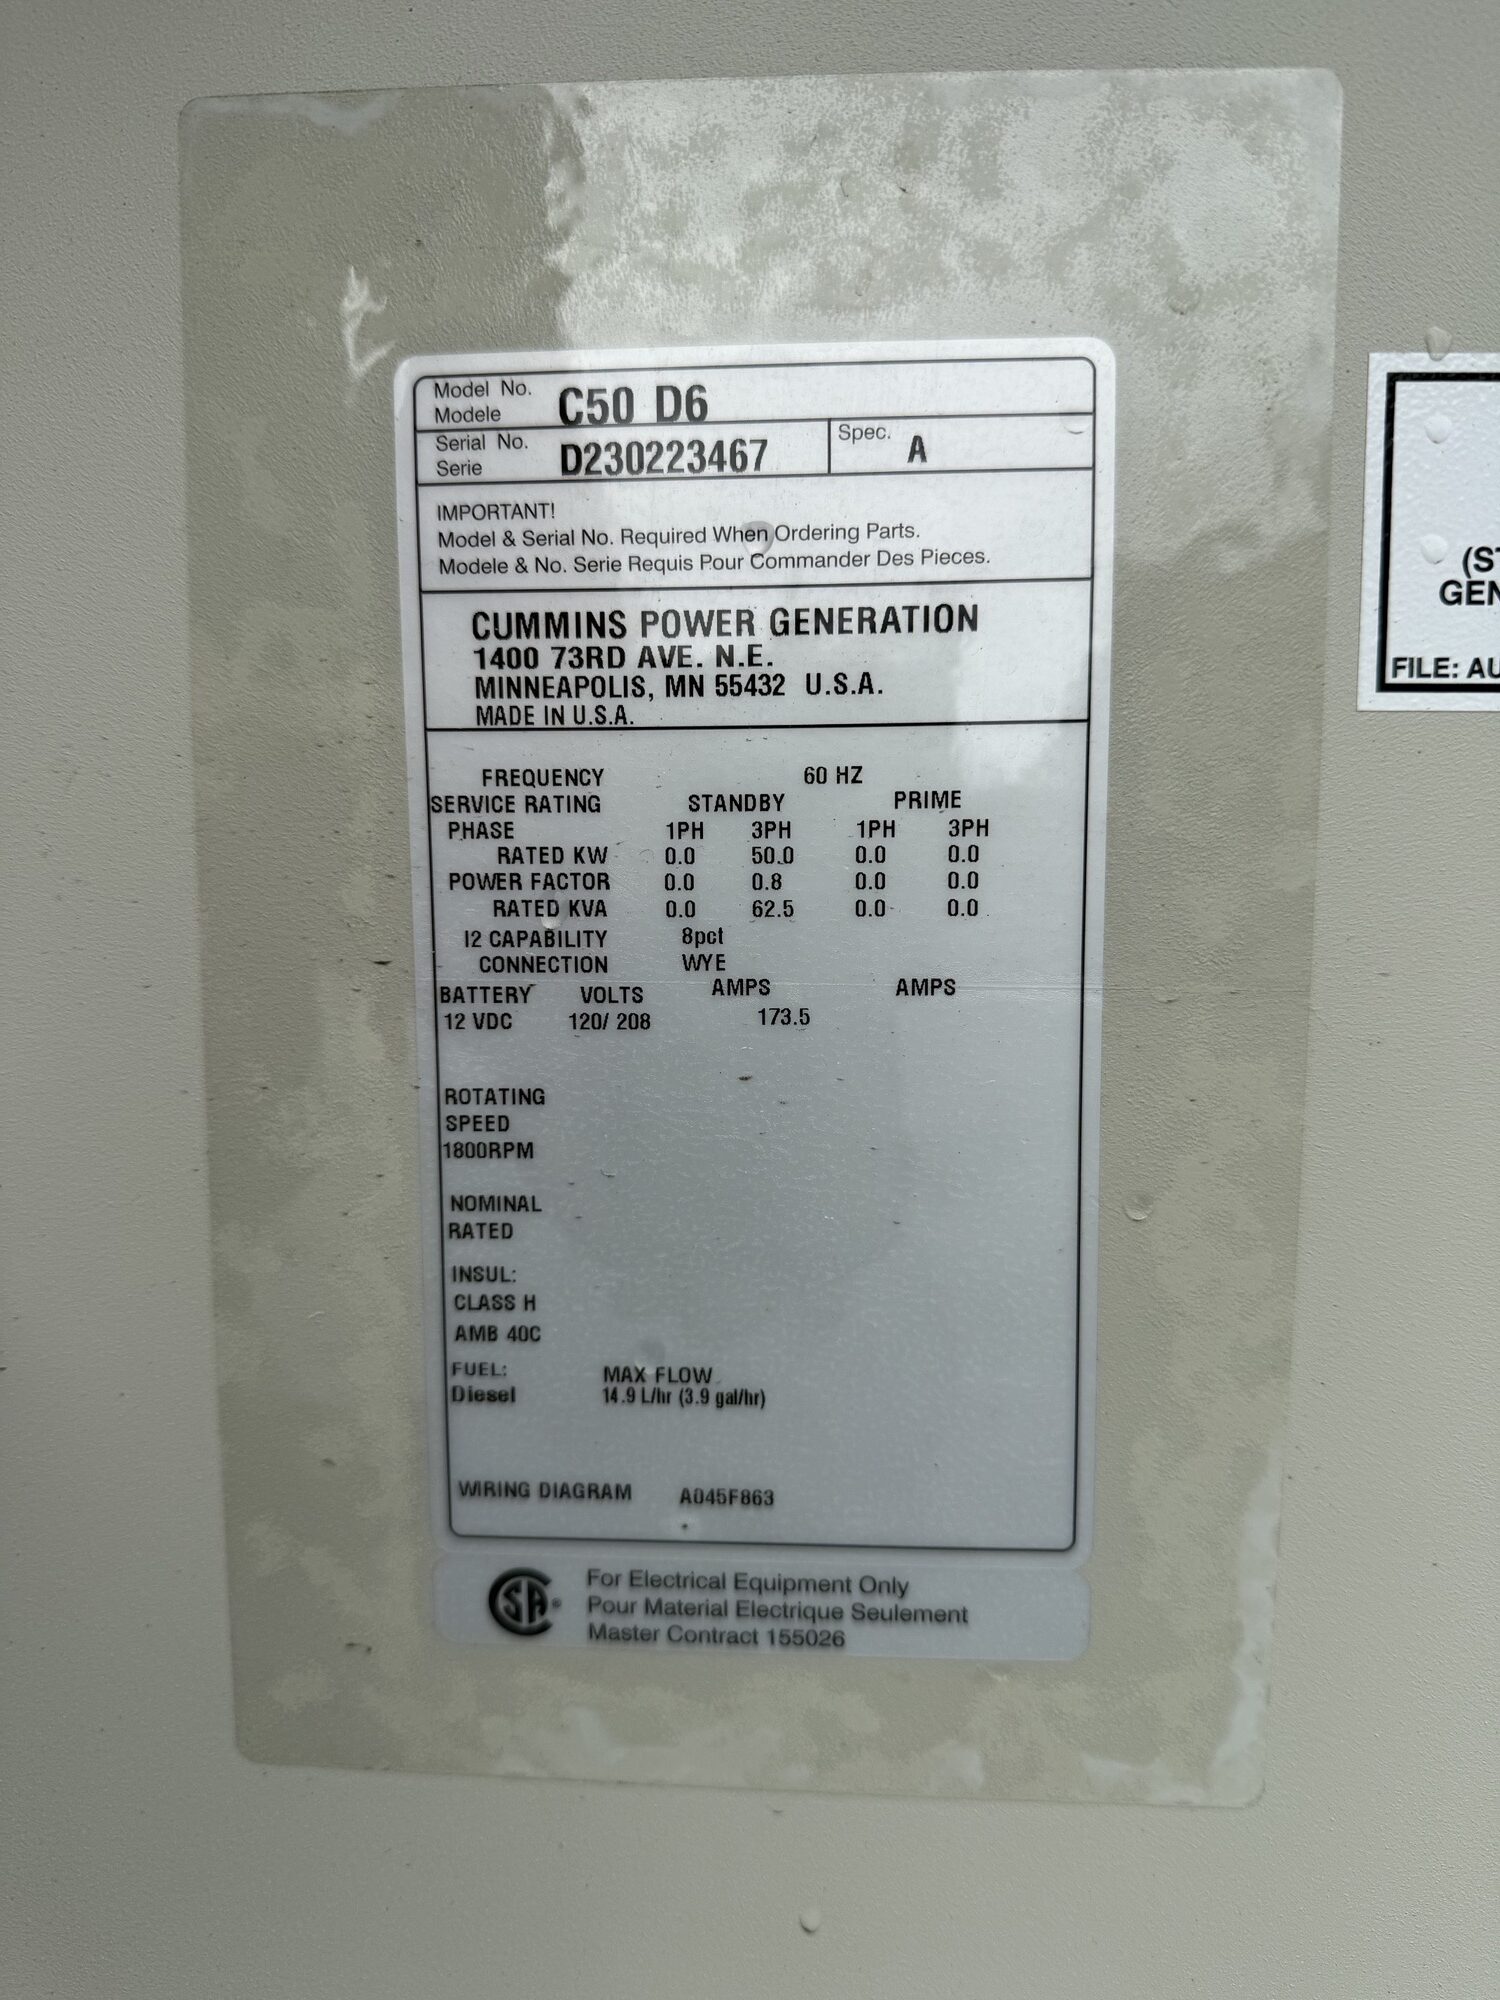 Model No.
Modele
C50 D6
Serial No.
Serie
D230223467
Spec.
A
IMPORTANT!
Model & Serial No. Required When Ordering Parts.
Modele & No. Serie Requis Pour Commander Des Pieces.
CUMMINS POWER GENERATION
1400 73RD AVE. N.E.
MINNEAPOLIS, MN 55432 U.S.A.
MADE IN U.S.A.
FREQUENCY 60 HZ
SERVICE RATING STANDBY PRIME
PHASE 1PH 3PH 1PH 3PH
RATED KW 0.0 50.0 0.0 0.0
POWER FACTOR 0.0 0.8 0.0 0.0
RATED KVA 0.0 62.5 0.0 0.0
I2 CAPABILITY 8pct
CONNECTION WYE
BATTERY VOLTS AMPS AMPS
12 VDC 120/ 208 173.5
ROTATING
SPEED
1800RPM
NOMINAL
RATED
INSUL:
CLASS H
AMB 40C
FUEL: MAX FLOW
Diesel 14.9 L/hr (3.9 gal/hr)
WIRING DIAGRAM A045F863
SA®
For Electrical Equipment Only
Pour Material Electrique Seulement
Master Contract 155026
(S
GEN
FILE: AU